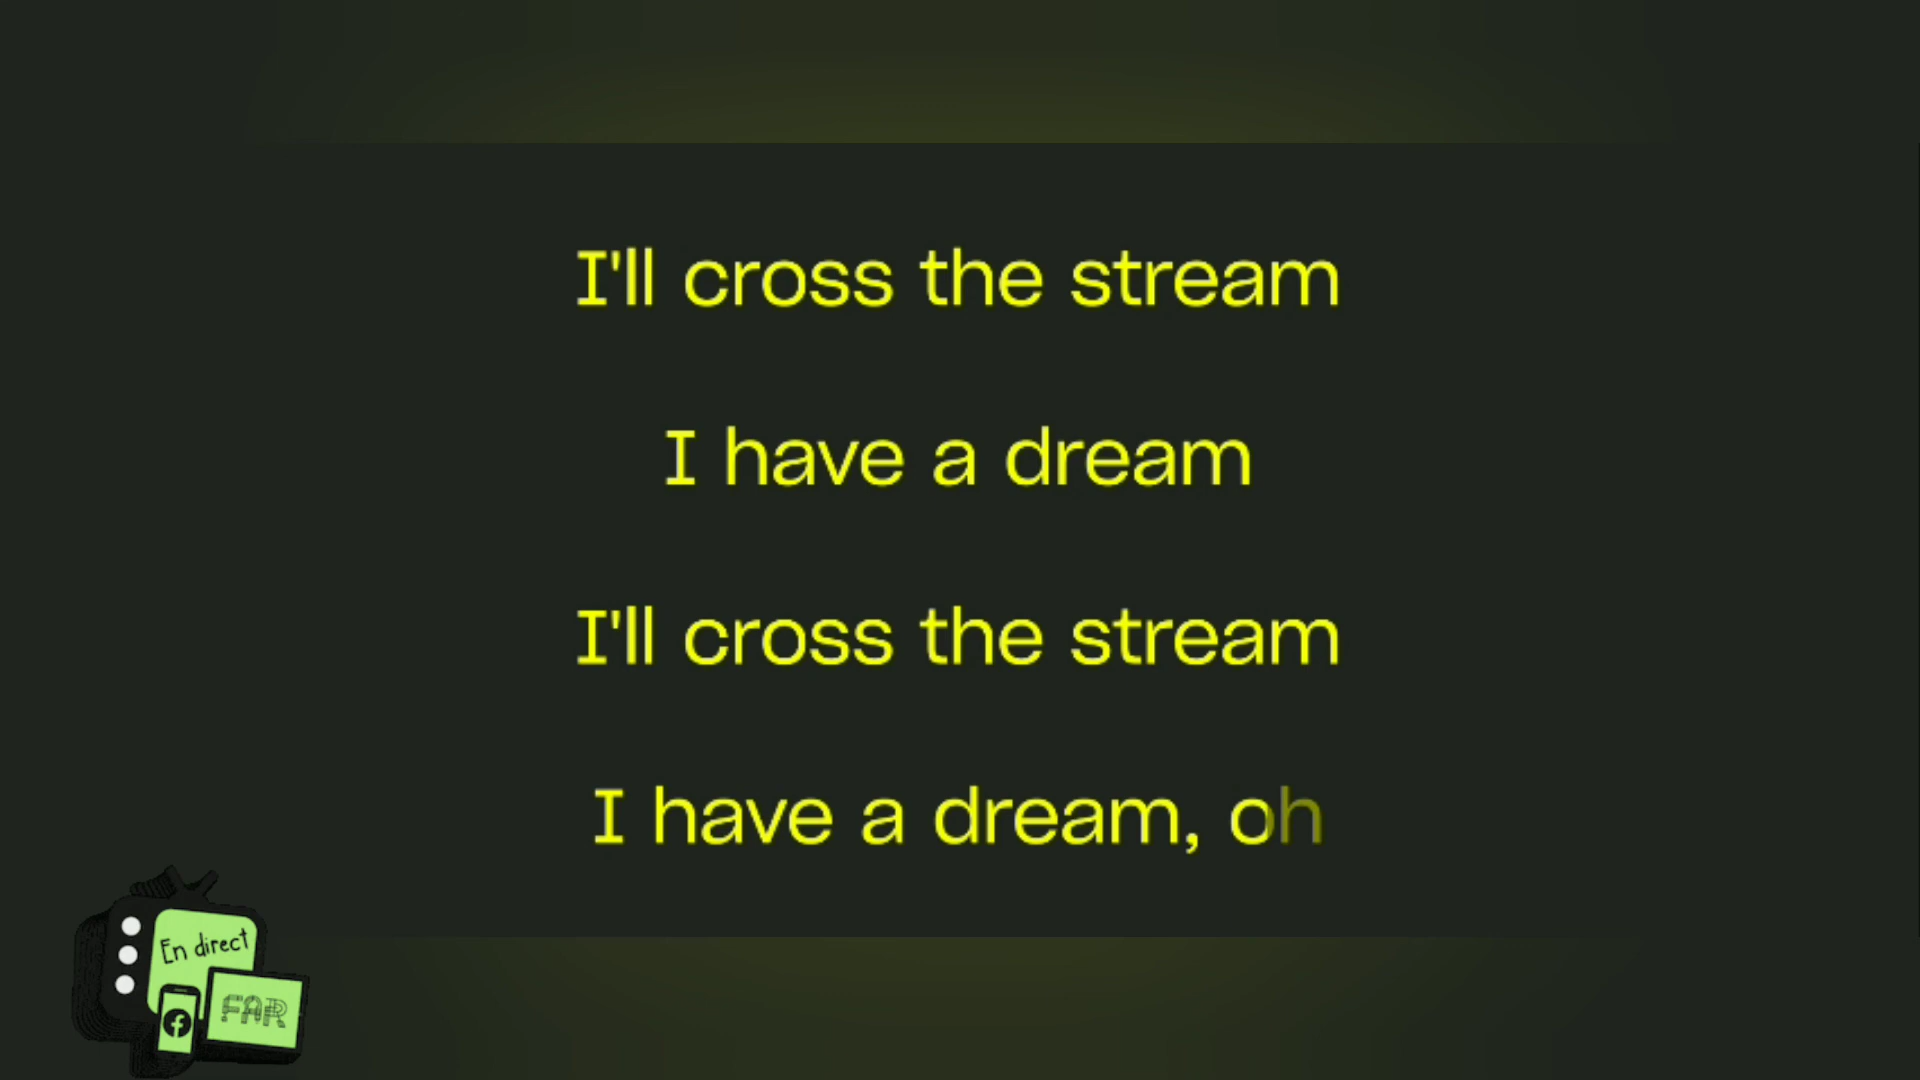 I'll cross the stream
I have a dream
I'll cross the stream
I have a dream, oh
En direct
FAR